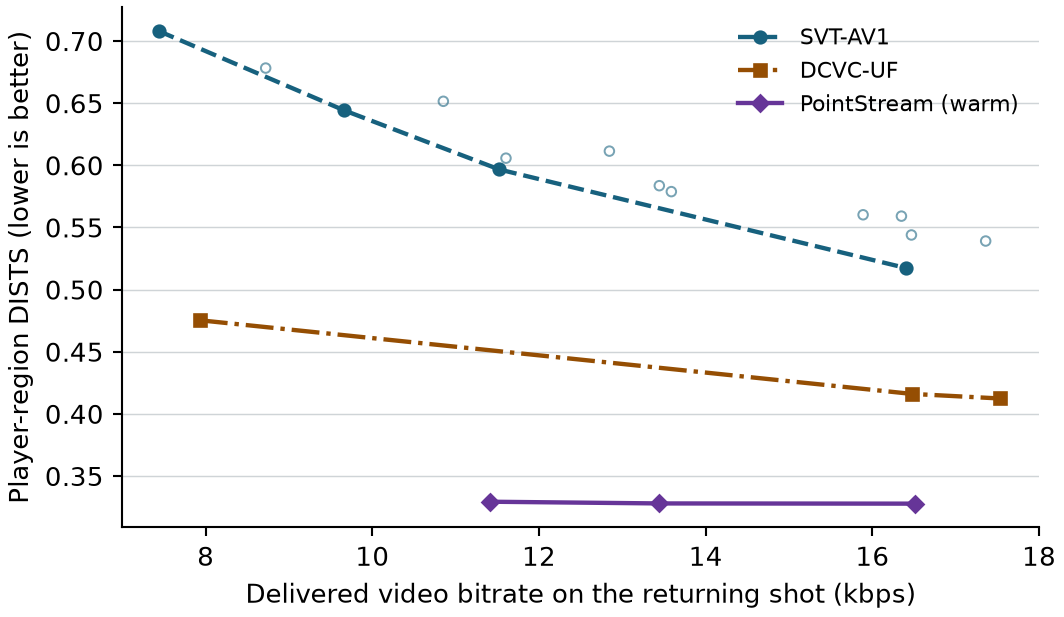 Player-region DISTS (lower is better)
0.70
0.65
0.60
0.55
0.50
0.45
0.40
0.35
SVT-AV1
DCVC-UF
PointStream (warm)
8
10
12
14
16
18
Delivered video bitrate on the returning shot (kbps)